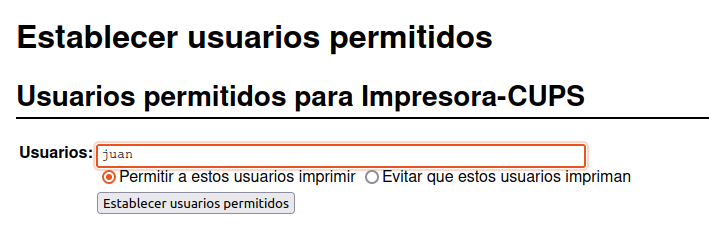 Establecer usuarios permitidos
Usuarios permitidos para Impresora-CUPS
Usuarios: juan
Permitir a estos usuarios imprimir Evitar que estos usuarios impriman
Establecer usuarios permitidos